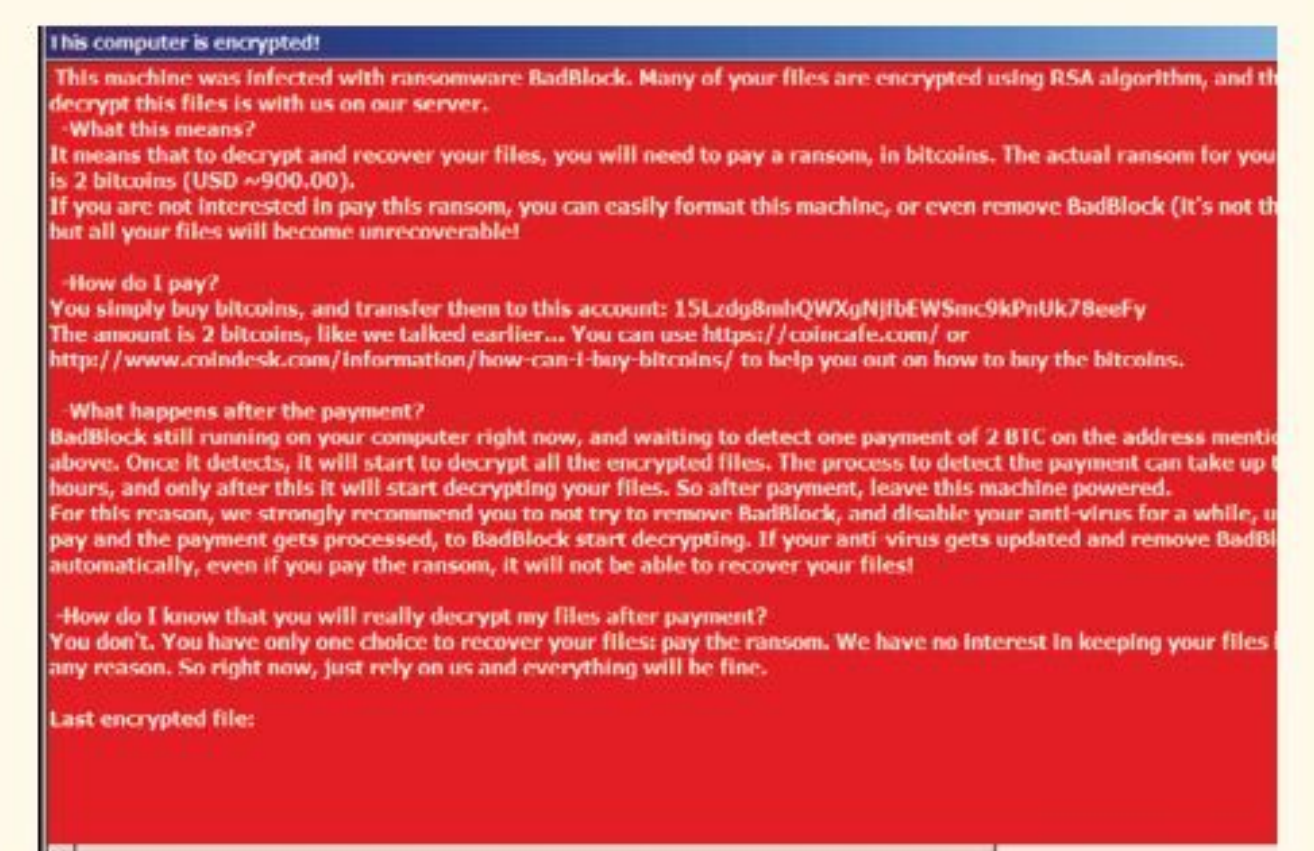 This computer is encrypted!
This machine was infected with ransomware BadBlock. Many of your files are encrypted using RSA algorithm, and
decrypt this files is with us on our server.
-What this means?
It means that to decrypt and recover your files, you will need to pay a ransom, in bitcoins. The actual ransom for you
is 2 bitcoins (USD ~900.00).
If you are not interested in pay this ransom, you can easily format this machine, or even remove BadBlock (it's not
but all your files will become unrecoverable!
-How do I pay?
You simply buy bitcoins, and transfer them to this account:
The amount is 2 bitcoins, like we talked earlier... You can use https://coincafe.com/ or
http://www.coindesk.com/information/how-can-i-buy-bitcoins/ to help you out on how to buy the bitcoins.
-What happens after the payment?
BadBlock still running on your computer right now, and waiting to detect one payment of 2 BTC on the address
above. Once it detects, it will start to decrypt all the encrypted files. The process to detect the payment can take up
hours, and only after this it will start decrypting your files. So after payment, leave this machine powered.
For this reason, we strongly recommend you to not try to remove BadBlock, and disable your anti-virus for a while,
pay and the payment gets processed, to BadBlock start decrypting. If your anti virus gets updated and remove
automatically, even if you pay the ransom, it will not be able to recover your files!
-How do I know that you will really decrypt my files after payment?
You don't. You have only one choice to recover your files: pay the ransom. We have no interest in keeping your files
any reason. So right now, just rely on us and everything will be fine.
Last encrypted file: